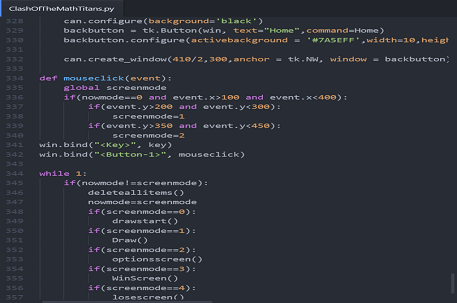 ClashOfTheMathTitans.py
328 can.configure(background='black')
329 backbutton = tk.Button(win, text="Home",command=Home)
330 backbutton.configure(activebackground = '#7A5EFF',width=10,heigh
332 can.create_window(410/2,300,anchor = tk.NW, window = backbutton)
334 def mouseclick(event):
335 global screenmode
336 if(nowmode==0 and event.x>100 and event.x<400):
337 if(event.y>200 and event.y<300):
338 screenmode=1
339 if(event.y>350 and event.y<450):
340 screenmode=2
341 win.bind("<Key>", key)
342 win.bind("<Button-1>", mouseclick)
344 while 1:
345 if(nowmode!=screenmode):
346 deleteallitems()
347 nowmode=screenmode
348 if(screenmode==0):
349 drawstart()
350 if(screenmode==1):
351 Draw()
352 if(screenmode==2):
353 optionsscreen()
354 if(screenmode==3):
355 WinScreen()
356 if(screenmode==4):
357 losescreen()